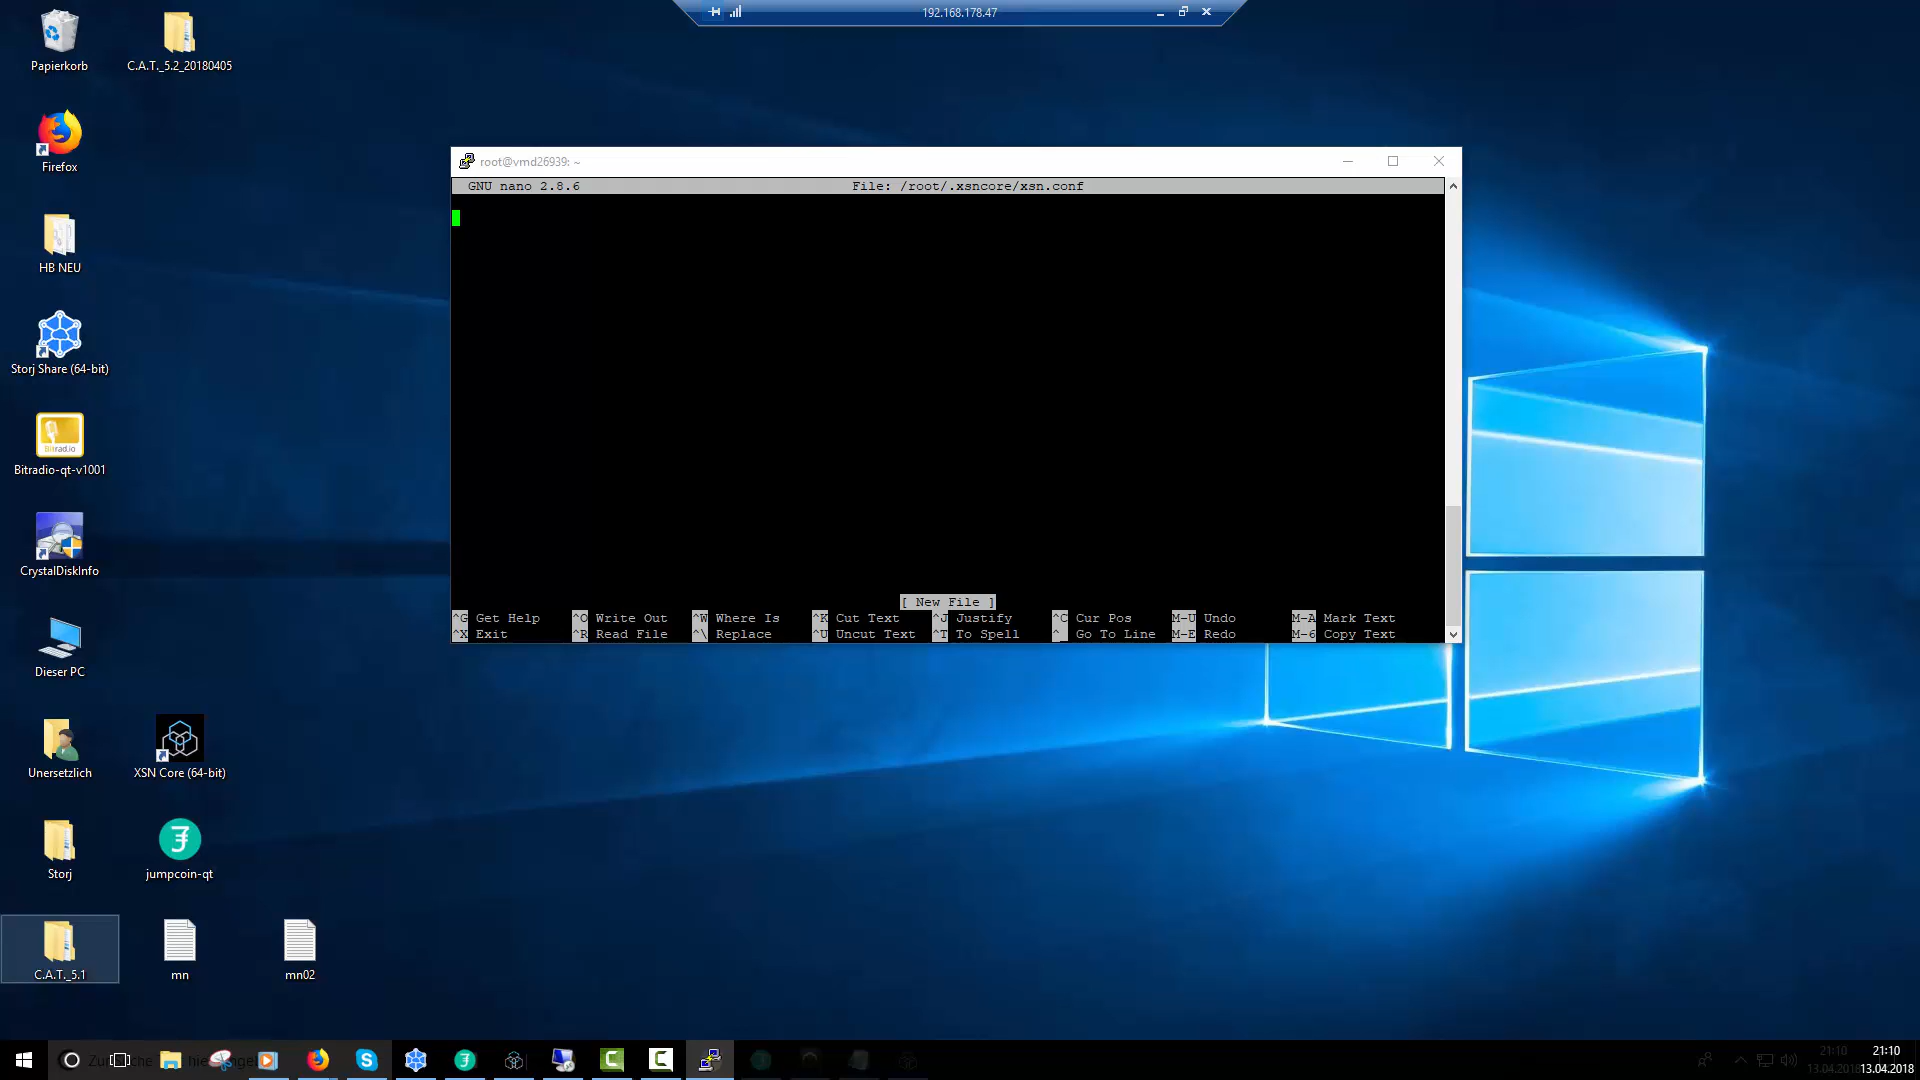 192.168.178.47
Papierkorb
C.A.T._5.2_20180405
Firefox
HB NEU
Storj Share (64-bit)
Bitrad.io
Bitradio-qt-v1001
CrystalDiskInfo
Dieser PC
Unersetzlich
XSN Core (64-bit)
Storj
jumpcoin-qt
C.A.T._5.1
mn
mn02
root@vmd26939: ~
GNU nano 2.8.6 File: /root/.xsncore/xsn.conf
[ New File ]
^G Get Help ^O Write Out ^W Where Is ^K Cut Text ^J Justify ^C Cur Pos M-U Undo M-A Mark Text
^X Exit ^R Read File ^\ Replace ^U Uncut Text ^T To Spell ^_ Go To Line M-E Redo M-6 Copy Text
21:10 21:10
13.04.2018